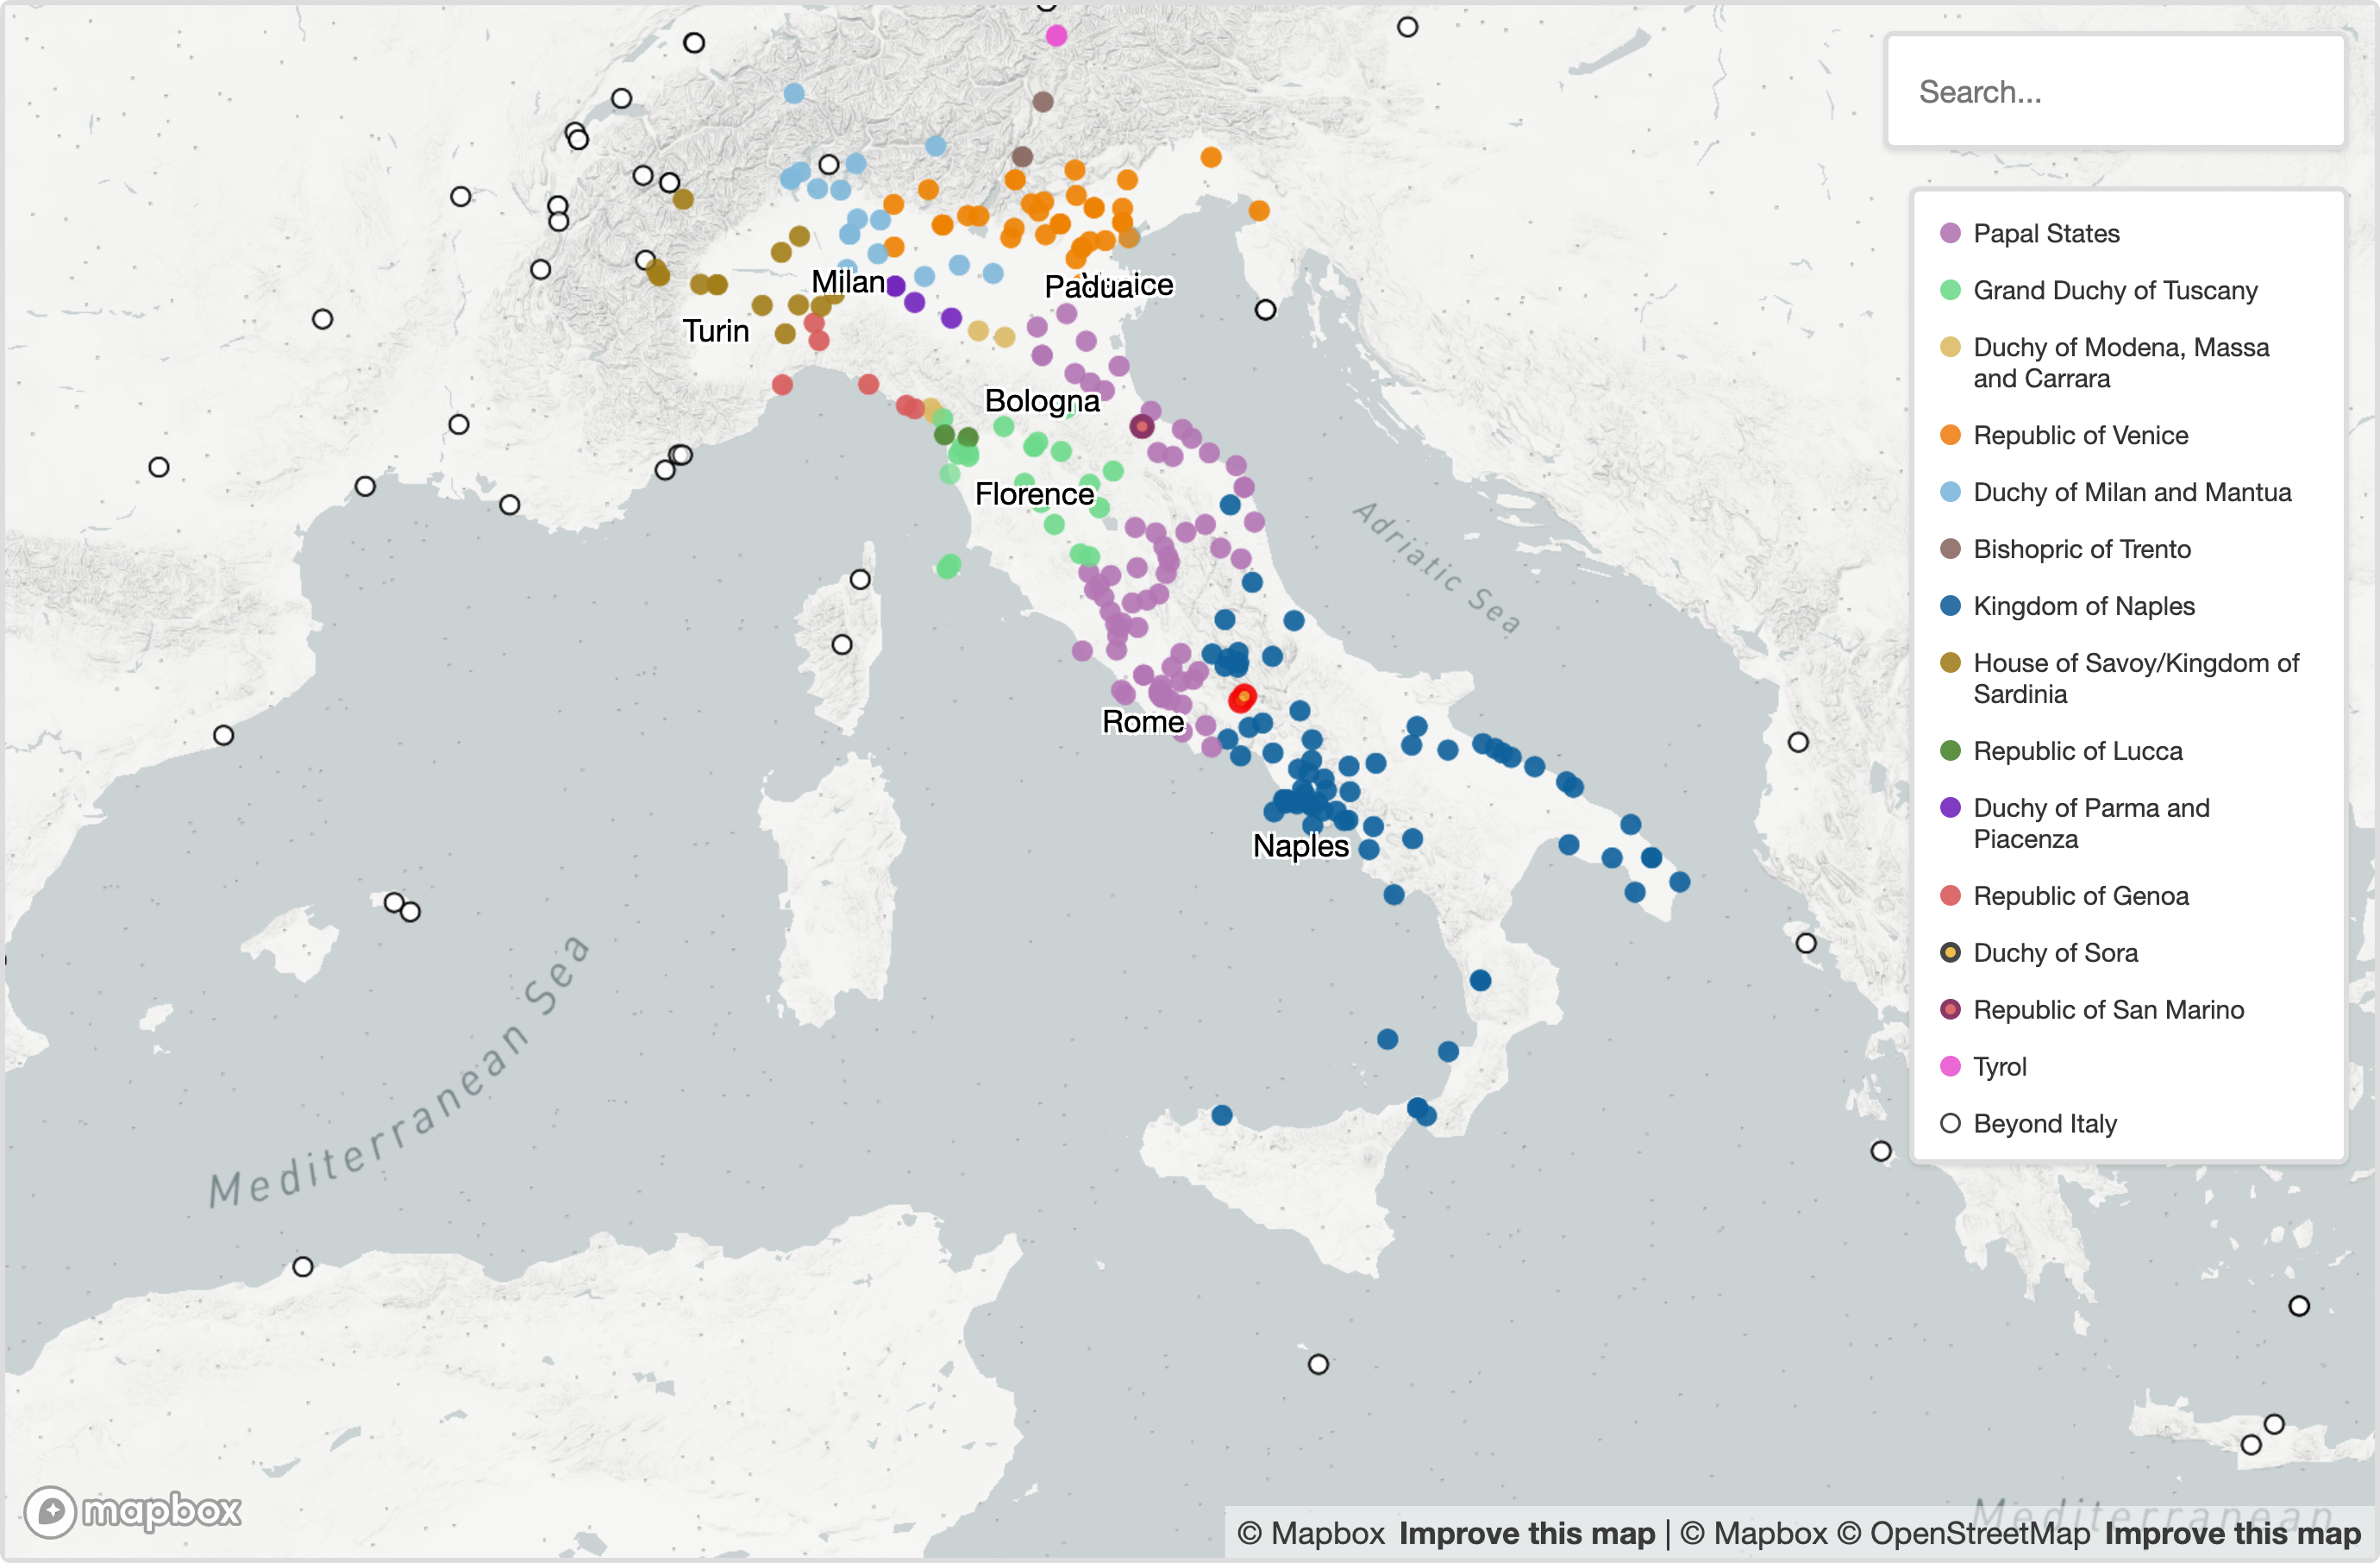 Search...
Papal States
Grand Duchy of Tuscany
Duchy of Modena, Massa
and Carrara
Republic of Venice
Duchy of Milan and Mantua
Bishopric of Trento
Kingdom of Naples
House of Savoy/Kingdom of
Sardinia
Republic of Lucca
Duchy of Parma and
Piacenza
Republic of Genoa
Duchy of Sora
Republic of San Marino
Tyrol
Beyond Italy
Milan
Padua
Turin
Bologna
Florence
Adriatic Sea
Rome
Naples
Mediterranean Sea
Mediterranean
mapbox
© Mapbox Improve this map | © Mapbox © OpenStreetMap Improve this map